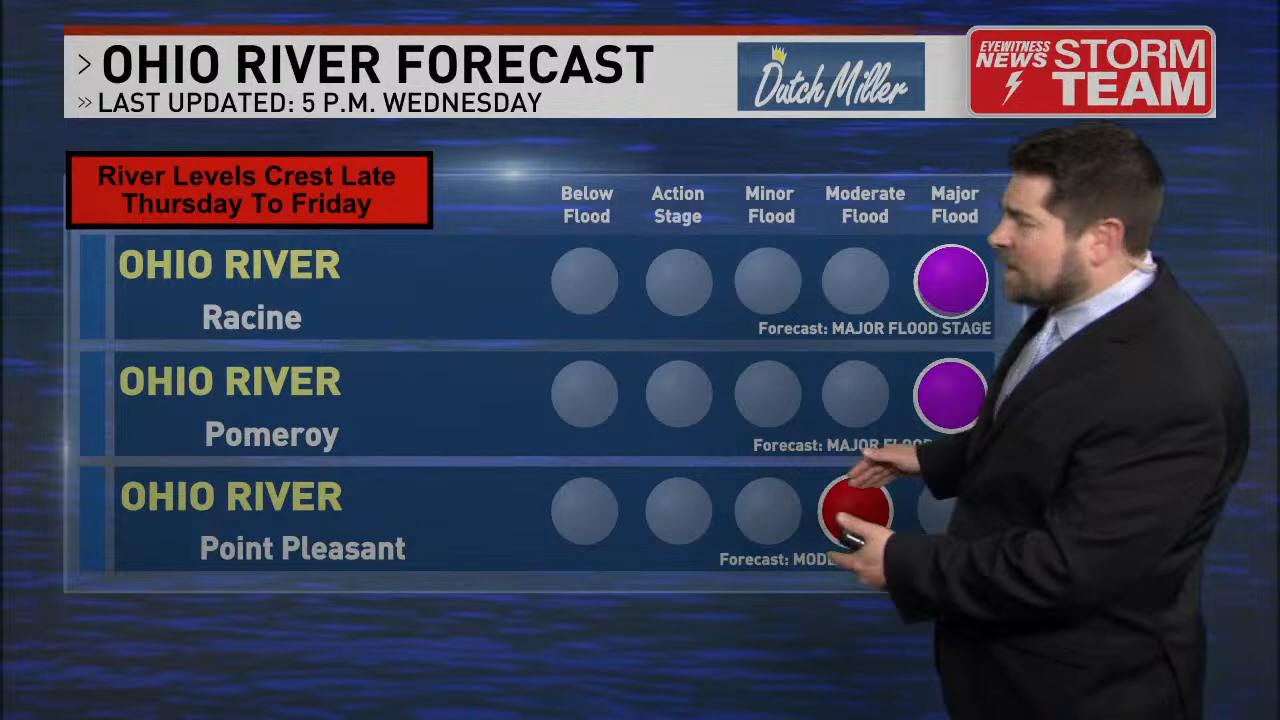 > OHIO RIVER FORECAST
» LAST UPDATED: 5 P.M. WEDNESDAY
Dutch Miller
EYEWITNESS
NEWS
STORM
TEAM
River Levels Crest Late
Thursday To Friday
Below
Flood
Action
Stage
Minor
Flood
Moderate
Flood
Major
Flood
OHIO RIVER
Racine
Forecast: MAJOR FLOOD STAGE
OHIO RIVER
Pomeroy
Forecast: MAJOR FLOOD
OHIO RIVER
Point Pleasant
Forecast: